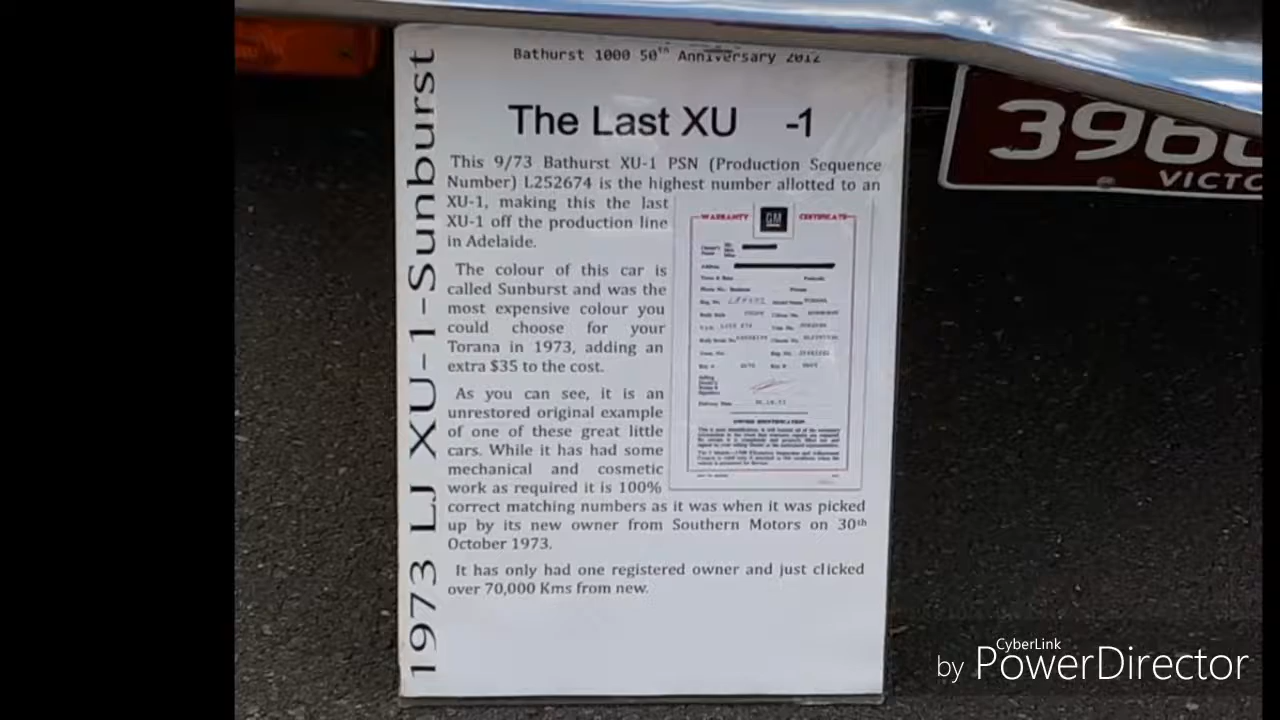 Bathurst 1000 50th Anniversary 2012
The Last XU -1
1973 LJ XU-1-Sunburst
This 9/73 Bathurst XU-1 PSN (Production Sequence
Number) L252674 is the highest number allotted to an
XU-1, making this the last
XU-1 off the production line
in Adelaide.
The colour of this car is
called Sunburst and was the
most expensive colour you
could choose for your
Torana in 1973, adding an
extra $35 to the cost.
As you can see, it is an
unrestored original example
of one of these great little
cars. While it has had some
mechanical and cosmetic
work as required it is 100%
correct matching numbers as it was when it was picked
up by its new owner from Southern Motors on 30th
October 1973.
It has only had one registered owner and just clicked
over 70,000 Kms from new.
WARRANTY GM CERTIFICATE
Address
Delivery Date
OWNER IDENTIFICATION
396
VICTO
CyberLink
by PowerDirector